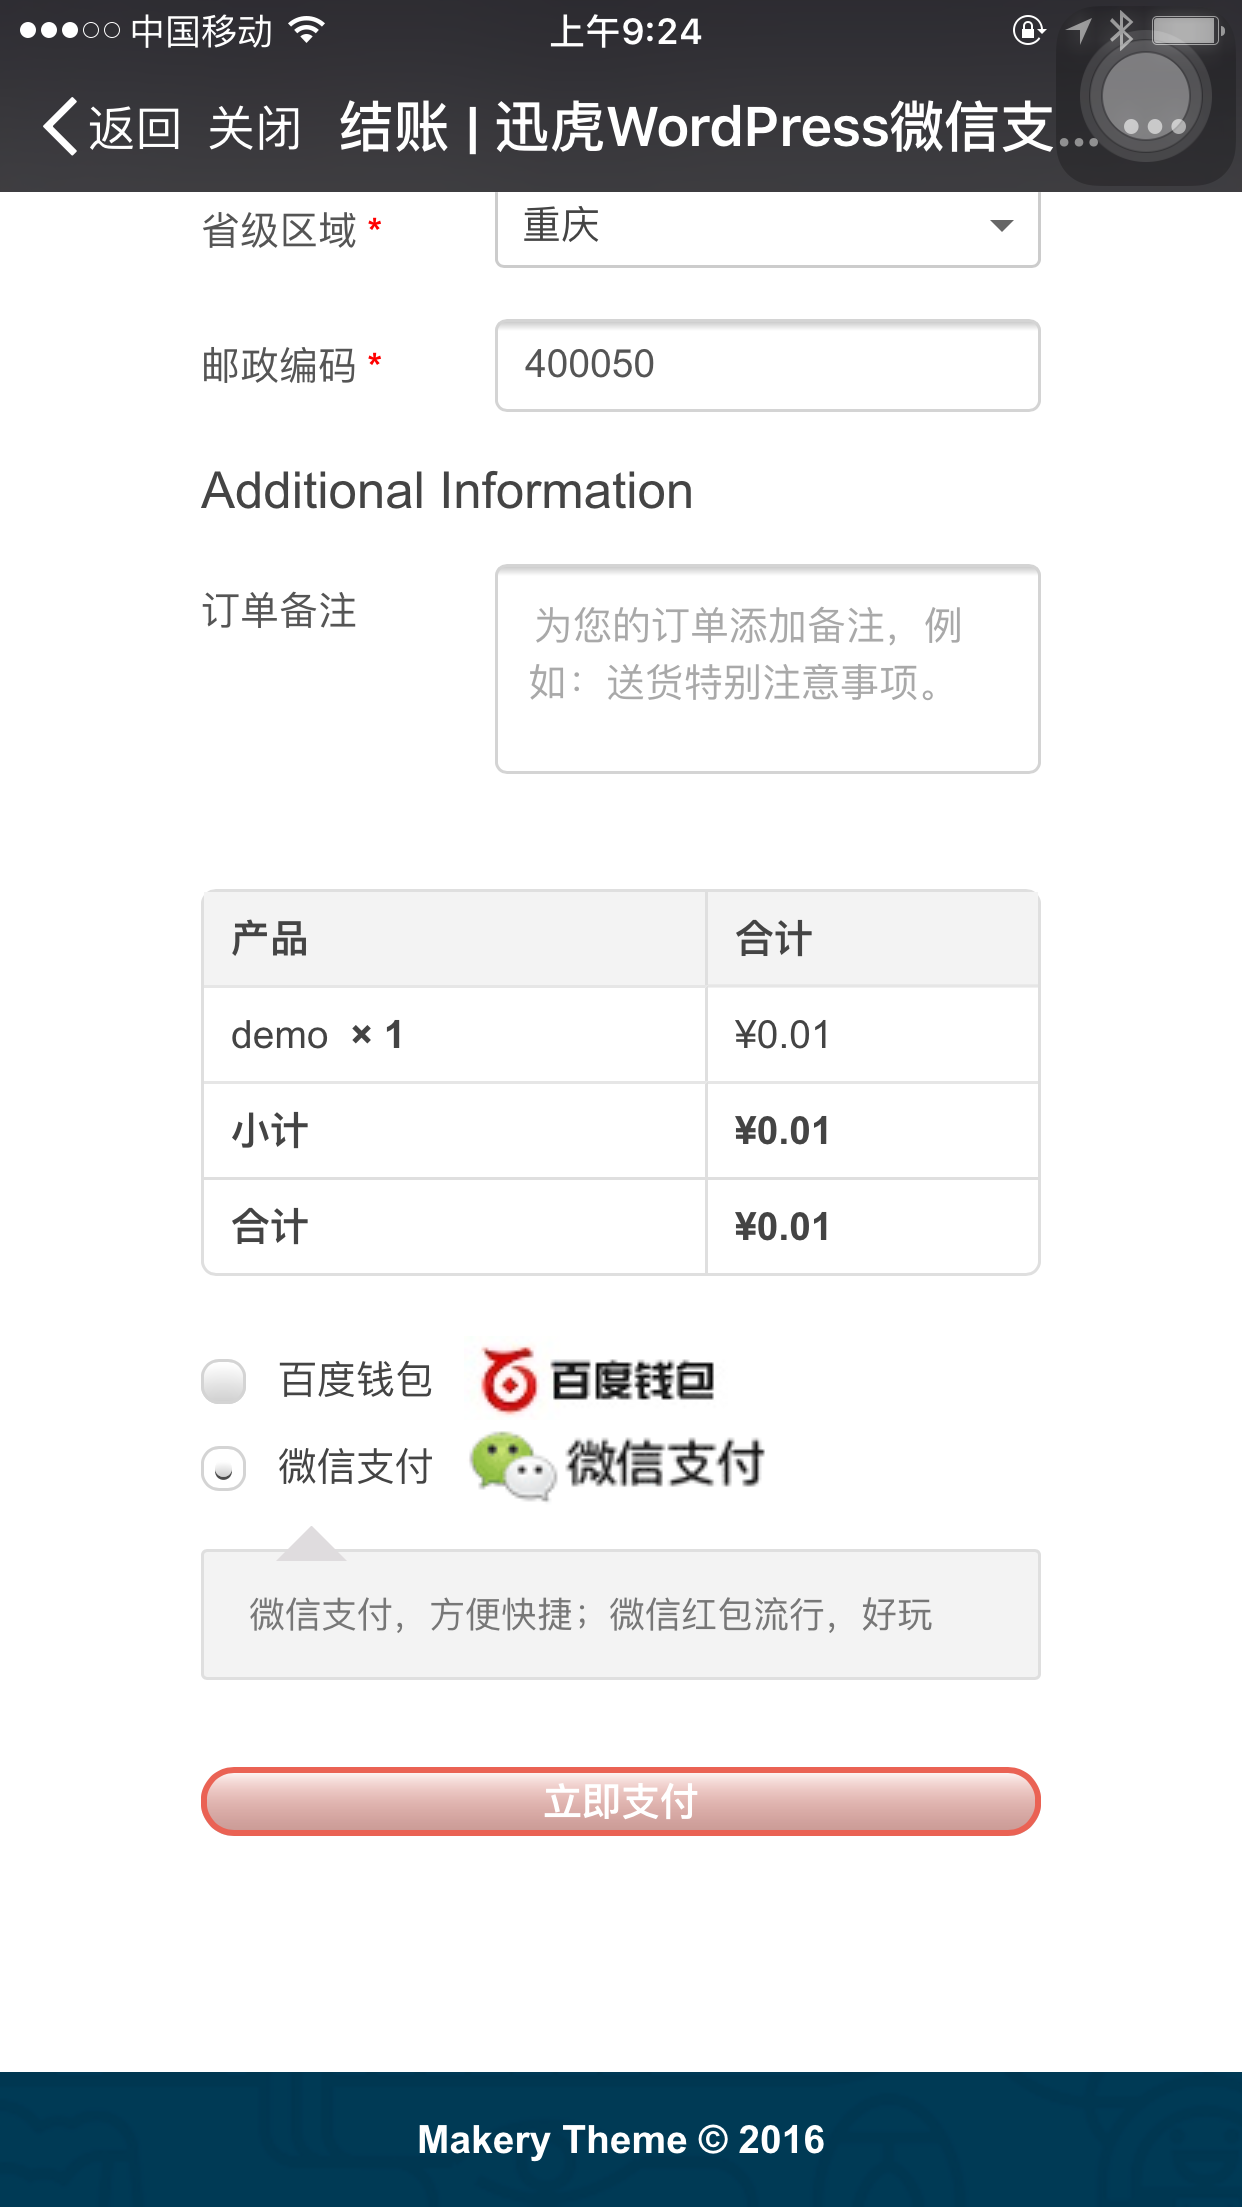 中国移动 上午9:24
返回 关闭 结账 | 迅虎WordPress微信支...
省级区域 * 重庆
邮政编码 * 400050
Additional Information
订单备注 为您的订单添加备注，例
如：送货特别注意事项。
产品 合计
demo × 1 ¥0.01
小计 ¥0.01
合计 ¥0.01
百度钱包 百度钱包
微信支付 微信支付
微信支付，方便快捷；微信红包流行，好玩
立即支付
Makery Theme © 2016